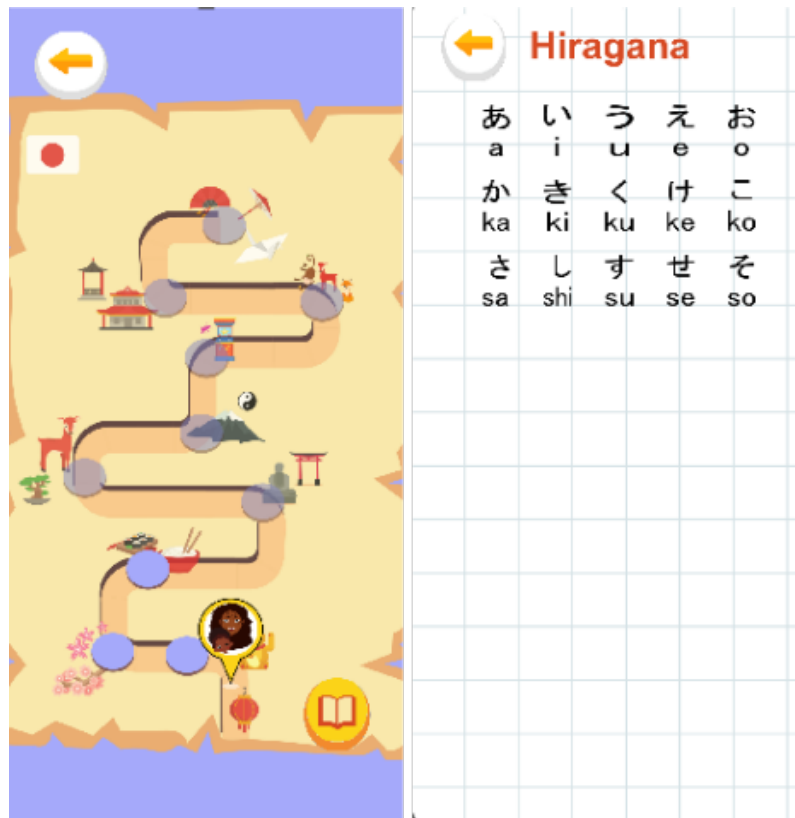 Hiragana
あ い う え お
a i u e o
か き く け こ
ka ki ku ke ko
さ し す せ そ
sa shi su se so